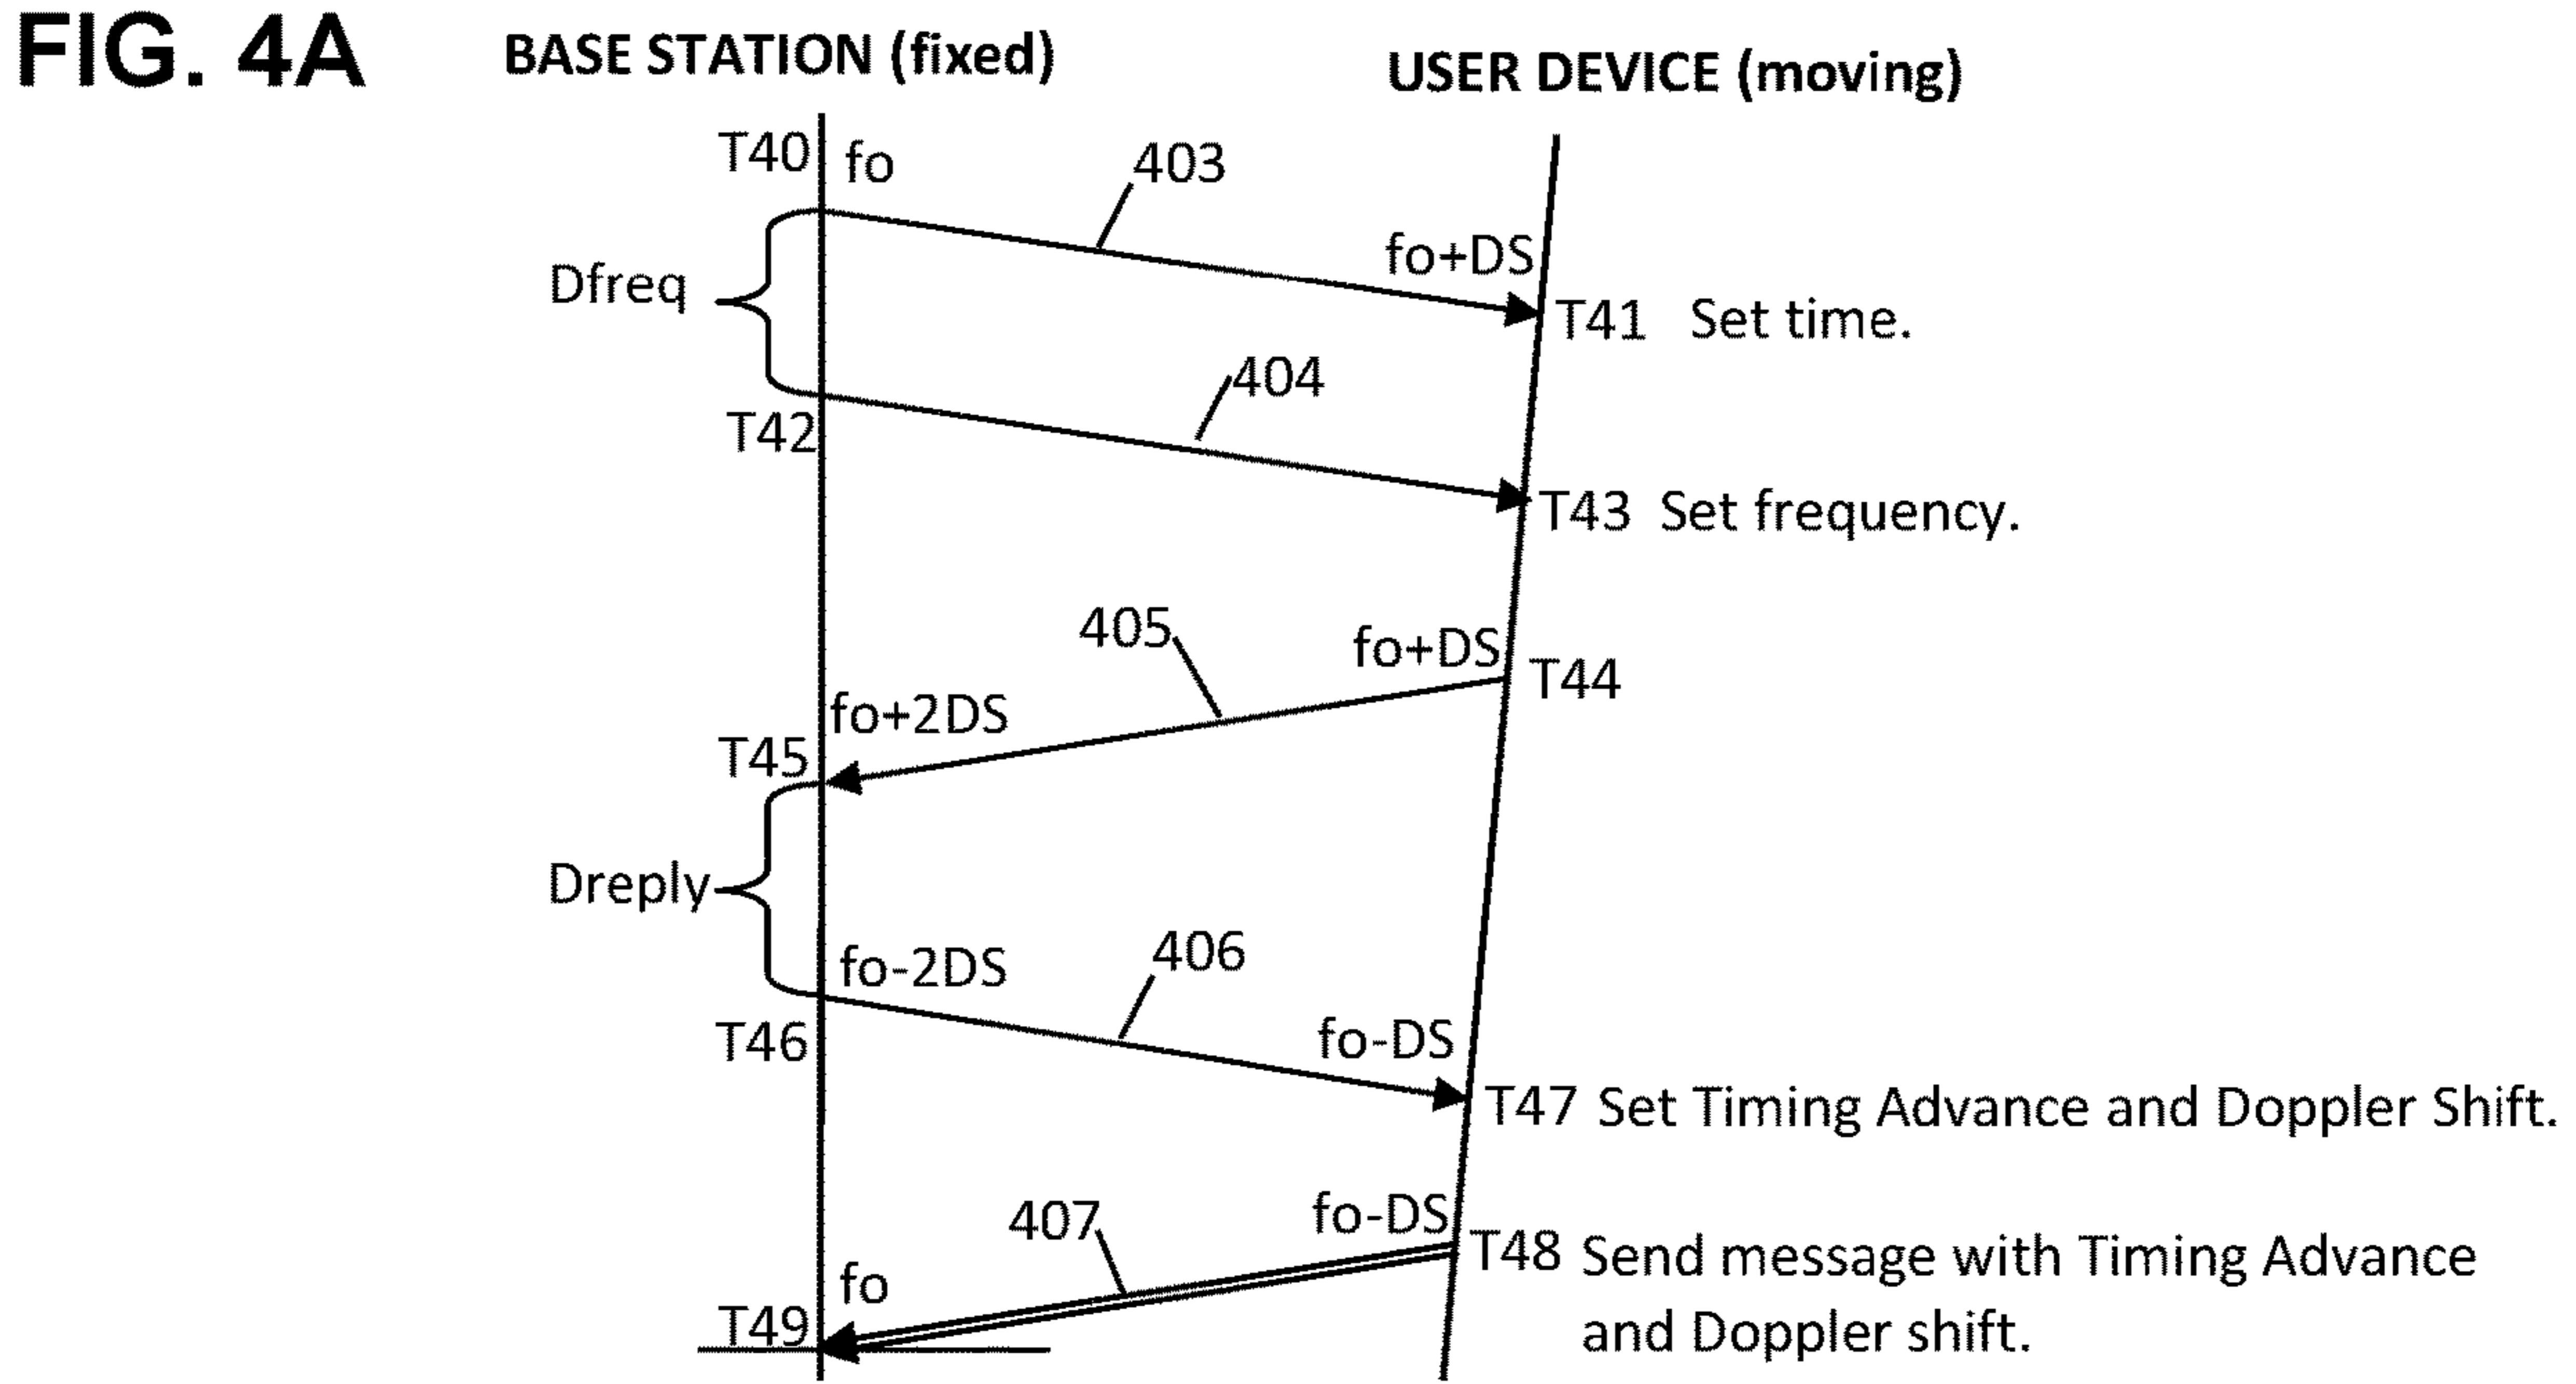 FIG. 4A
BASE STATION (fixed)
USER DEVICE (moving)
T40
fo
403
fo+DS
Dfreq
T41 Set time.
404
T42
T43 Set frequency.
405
fo+DS
T44
fo+2DS
T45
Dreply
406
fo-2DS
T46
fo-DS
T47 Set Timing Advance and Doppler Shift.
407
fo-DS
T48 Send message with Timing Advance
and Doppler shift.
fo
T49